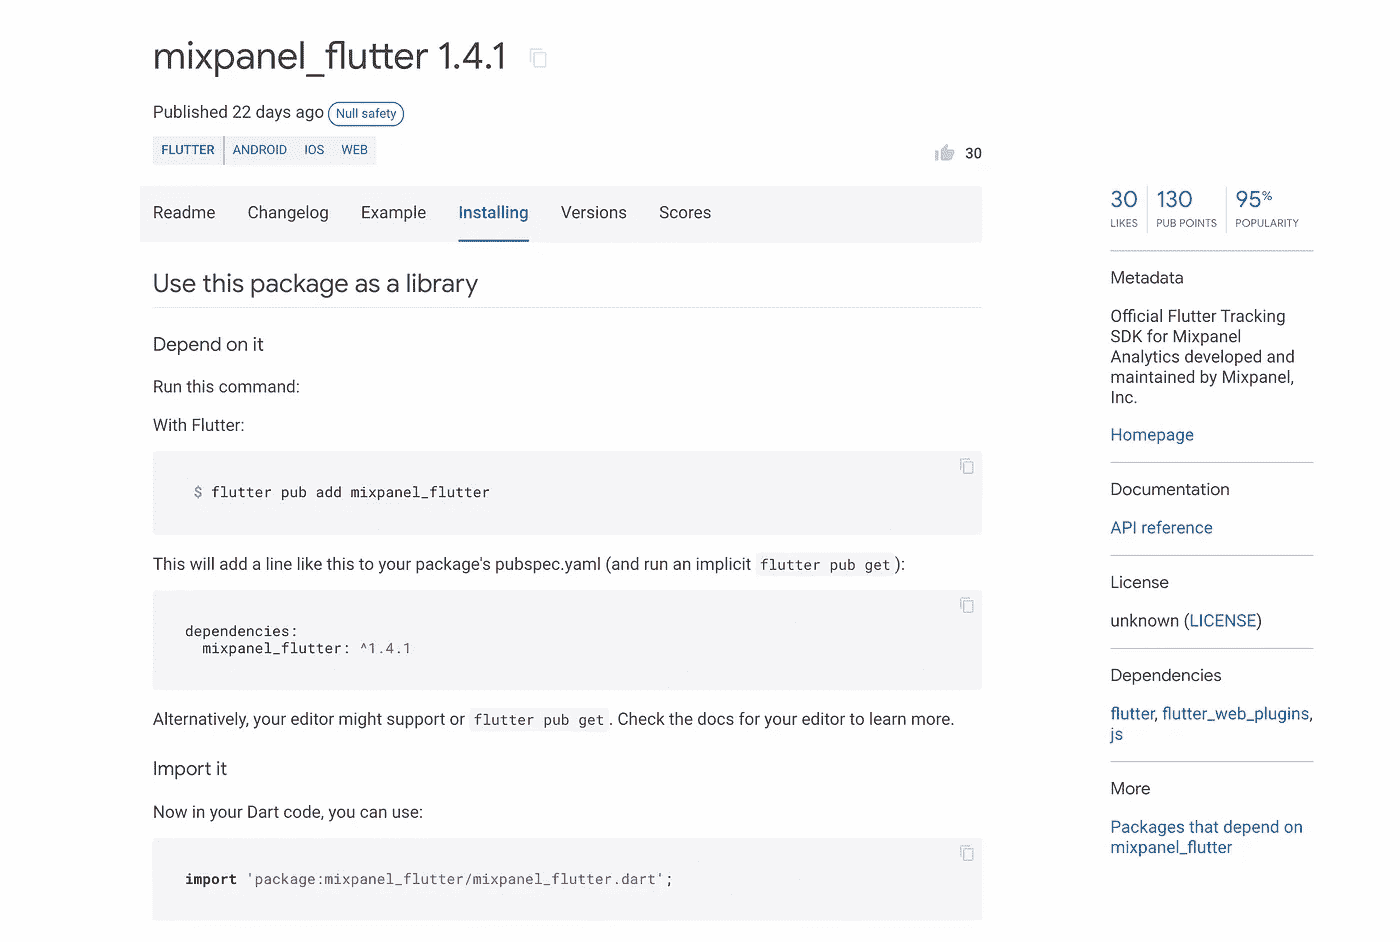 mixpanel_flutter 1.4.1
Published 22 days ago Null safety
FLUTTER ANDROID IOS WEB
30
Readme Changelog Example Installing Versions Scores
Use this package as a library
Depend on it
Run this command:
With Flutter:
$ flutter pub add mixpanel_flutter
This will add a line like this to your package's pubspec.yaml (and run an implicit flutter pub get):
dependencies:
mixpanel_flutter: ^1.4.1
Alternatively, your editor might support or flutter pub get. Check the docs for your editor to learn more.
Import it
Now in your Dart code, you can use:
import 'package:mixpanel_flutter/mixpanel_flutter.dart';
30 130 95%
LIKES PUB POINTS POPULARITY
Metadata
Official Flutter Tracking
SDK for Mixpanel
Analytics developed and
maintained by Mixpanel,
Inc.
Homepage
Documentation
API reference
License
unknown (LICENSE)
Dependencies
flutter, flutter_web_plugins,
js
More
Packages that depend on
mixpanel_flutter